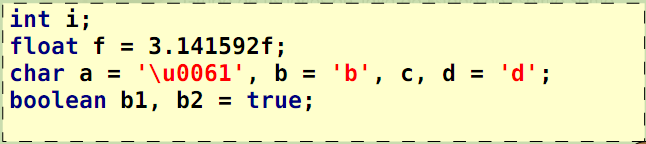 int i;
float f = 3.141592f;
char a = '\u0061', b = 'b', c, d = 'd';
boolean b1, b2 = true;